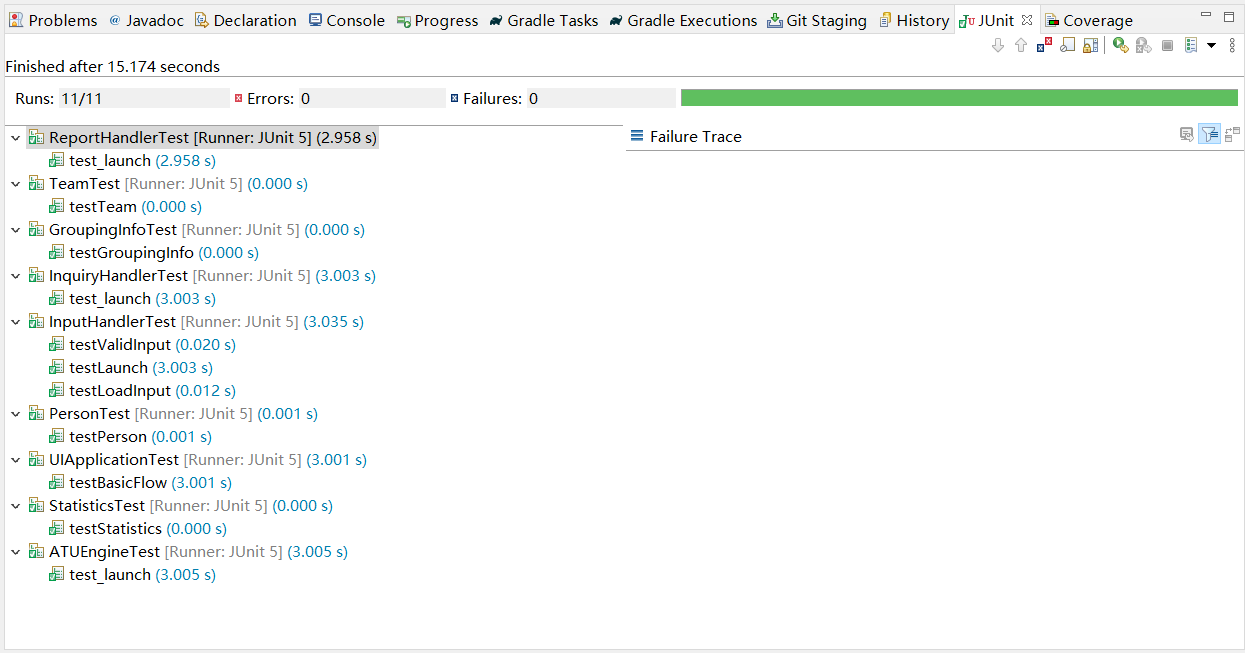 Problems Javadoc Declaration Console Progress Gradle Tasks Gradle Executions Git Staging History JUnit Coverage
Finished after 15.174 seconds
Runs: 11/11 Errors: 0 Failures: 0
ReportHandlerTest [Runner: JUnit 5] (2.958 s) Failure Trace
test_launch (2.958 s)
TeamTest [Runner: JUnit 5] (0.000 s)
testTeam (0.000 s)
GroupingInfoTest [Runner: JUnit 5] (0.000 s)
testGroupingInfo (0.000 s)
InquiryHandlerTest [Runner: JUnit 5] (3.003 s)
test_launch (3.003 s)
InputHandlerTest [Runner: JUnit 5] (3.035 s)
testValidInput (0.020 s)
testLaunch (3.003 s)
testLoadInput (0.012 s)
PersonTest [Runner: JUnit 5] (0.001 s)
testPerson (0.001 s)
UIApplicationTest [Runner: JUnit 5] (3.001 s)
testBasicFlow (3.001 s)
StatisticsTest [Runner: JUnit 5] (0.000 s)
testStatistics (0.000 s)
ATUEngineTest [Runner: JUnit 5] (3.005 s)
test_launch (3.005 s)